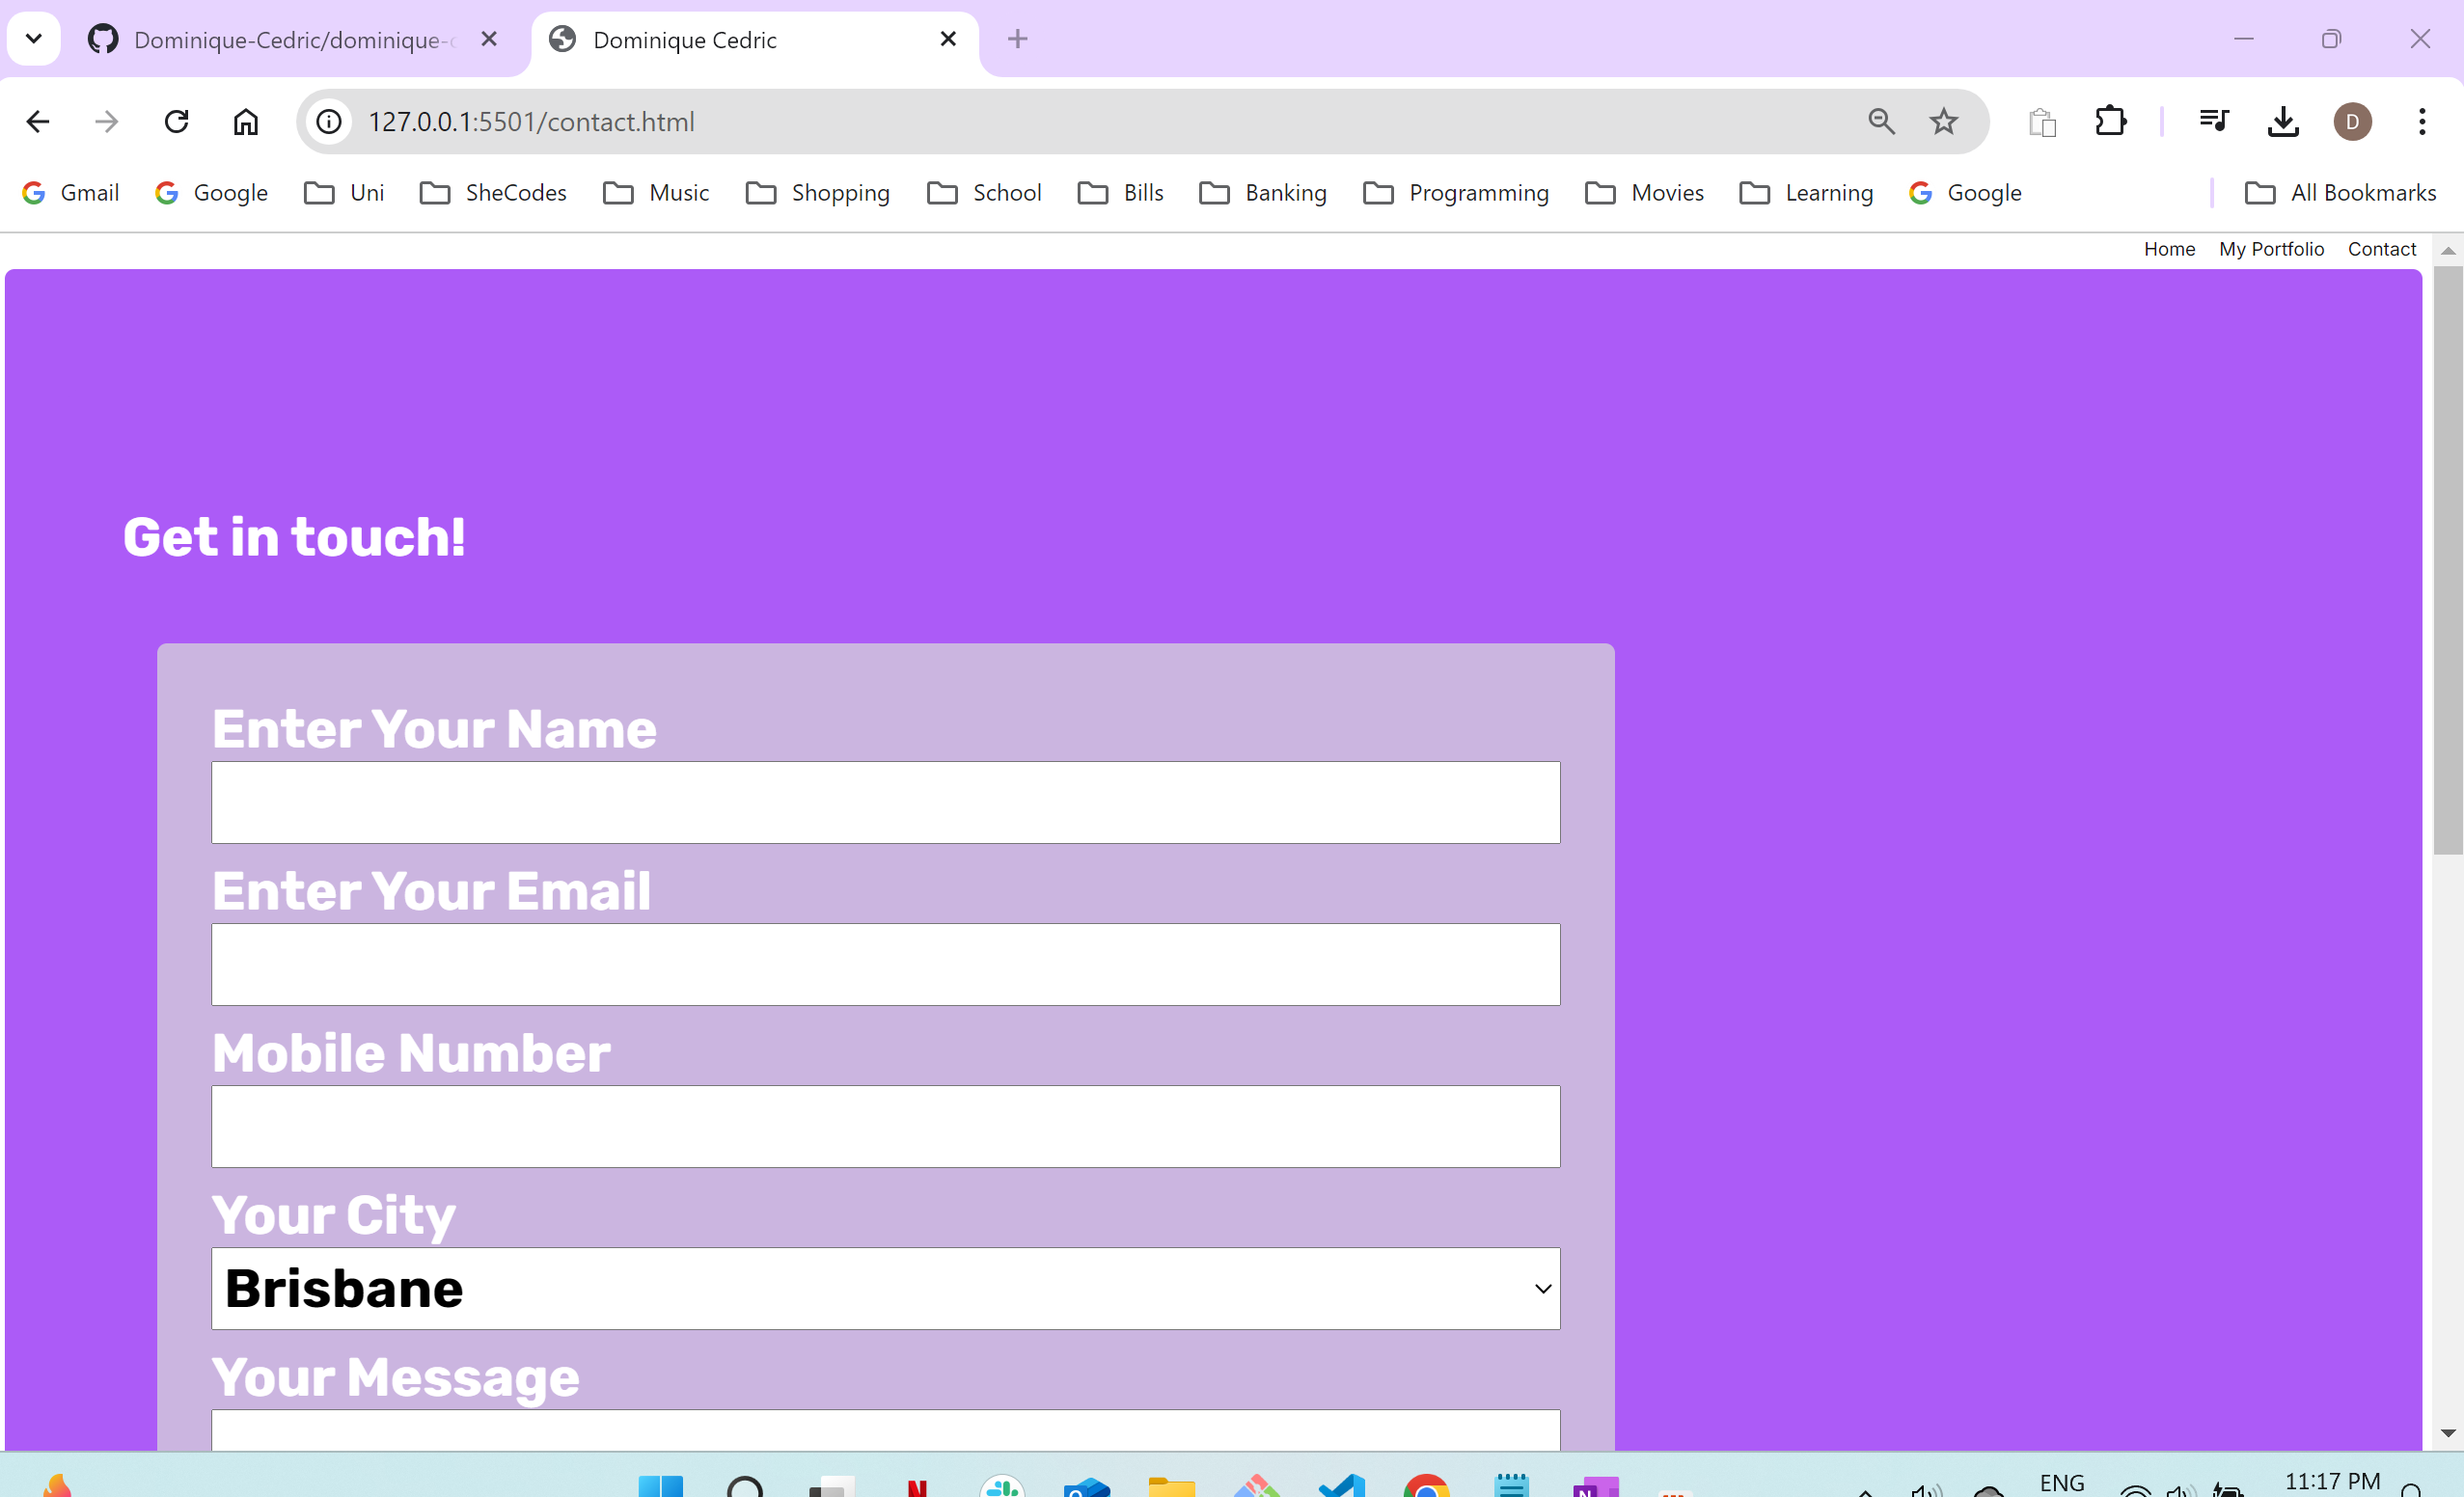 Dominique-Cedric/dominique-
Dominique Cedric
127.0.0.1:5501/contact.html
D
Gmail Google Uni SheCodes Music Shopping School Bills Banking Programming Movies Learning Google All Bookmarks
Home My Portfolio Contact
Get in touch!
Enter Your Name
Enter Your Email
Mobile Number
Your City
Brisbane
Your Message
ENG
11:17 PM